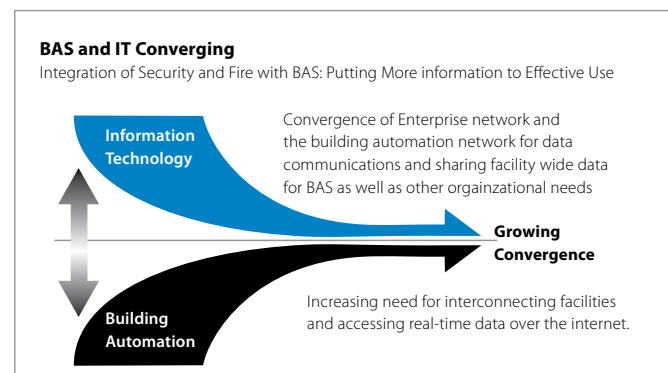 BAS and IT Converging
Integration of Security and Fire with BAS: Putting More information to Effective Use
Information
Technology
Convergence of Enterprise network and
the building automation network for data
communications and sharing facility wide data
for BAS as well as other orgainzational needs
Growing
Convergence
Building
Automation
Increasing need for interconnecting facilities
and accessing real-time data over the internet.